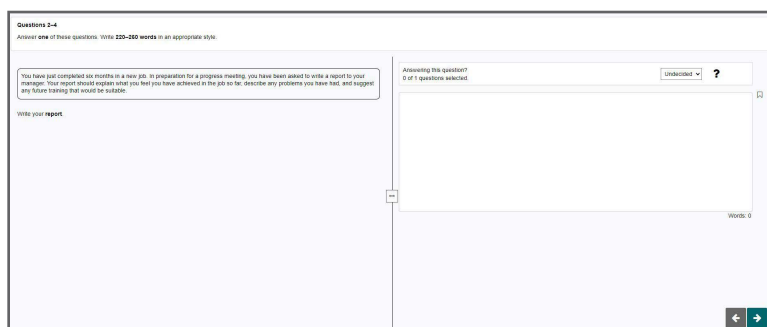 Questions 2–4
Answer one of these questions. Write 220–260 words in an appropriate style.
You have just completed six months in a new job. In preparation for a progress meeting, you have been asked to write a report to your
manager. Your report should explain what you feel you have achieved in the job so far, describe any problems you have had, and suggest
any future training that would be suitable.
Write your report.
Answering this question?
0 of 1 questions selected.
Undecided
?
Words: 0